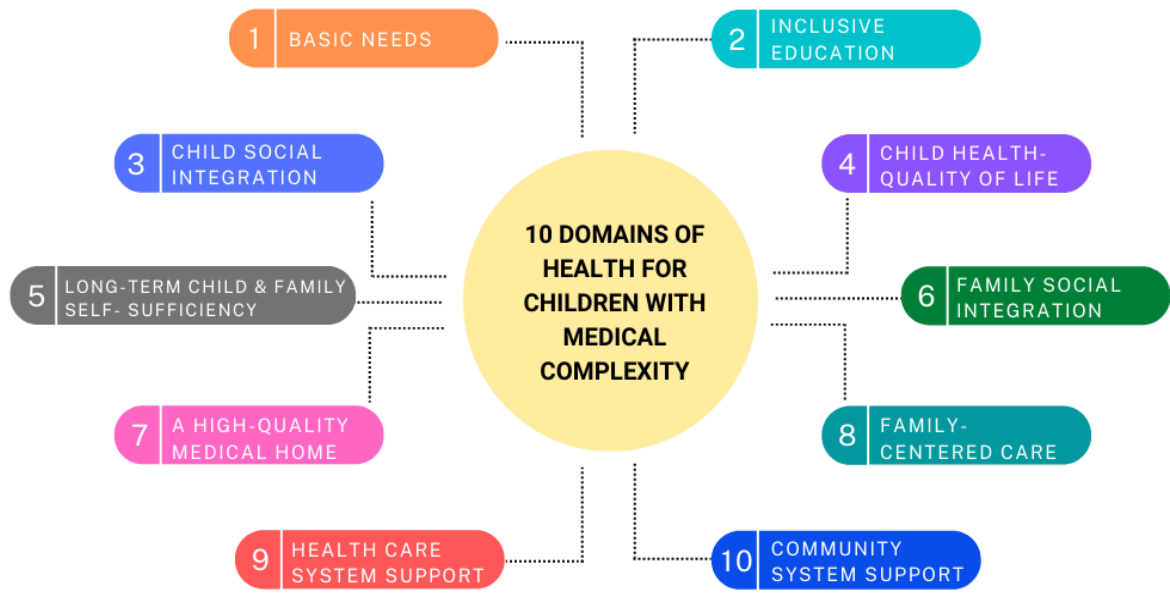 1 BASIC NEEDS
2 INCLUSIVE
EDUCATION
3 CHILD SOCIAL
INTEGRATION
4 CHILD HEALTH-
QUALITY OF LIFE
10 DOMAINS OF
HEALTH FOR
CHILDREN WITH
MEDICAL
COMPLEXITY
5 LONG-TERM CHILD & FAMILY
SELF- SUFFICIENCY
6 FAMILY SOCIAL
INTEGRATION
7 A HIGH-QUALITY
MEDICAL HOME
8 FAMILY-
CENTERED CARE
9 HEALTH CARE
SYSTEM SUPPORT
10 COMMUNITY
SYSTEM SUPPORT